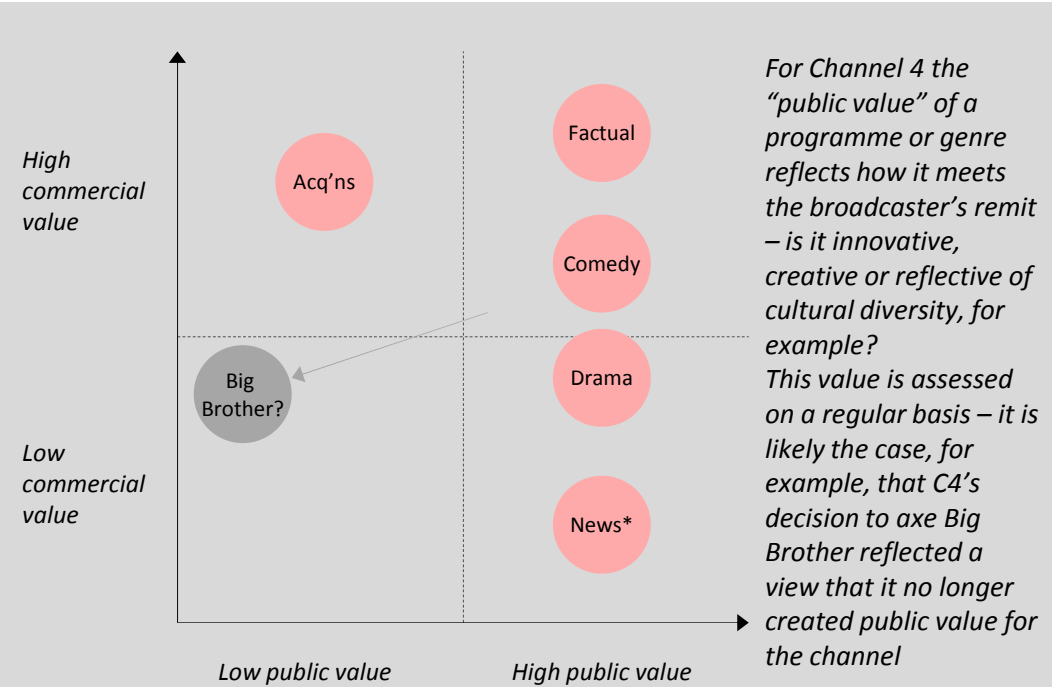 High
commercial
value
Low
commercial
value
Acq'ns
Factual
Comedy
Big
Brother?
Drama
News*
Low public value
High public value
For Channel 4 the
“public value” of a
programme or genre
reflects how it meets
the broadcaster’s remit
– is it innovative,
creative or reflective of
cultural diversity, for
example?
This value is assessed
on a regular basis – it is
likely the case, for
example, that C4’s
decision to axe Big
Brother reflected a
view that it no longer
created public value for
the channel